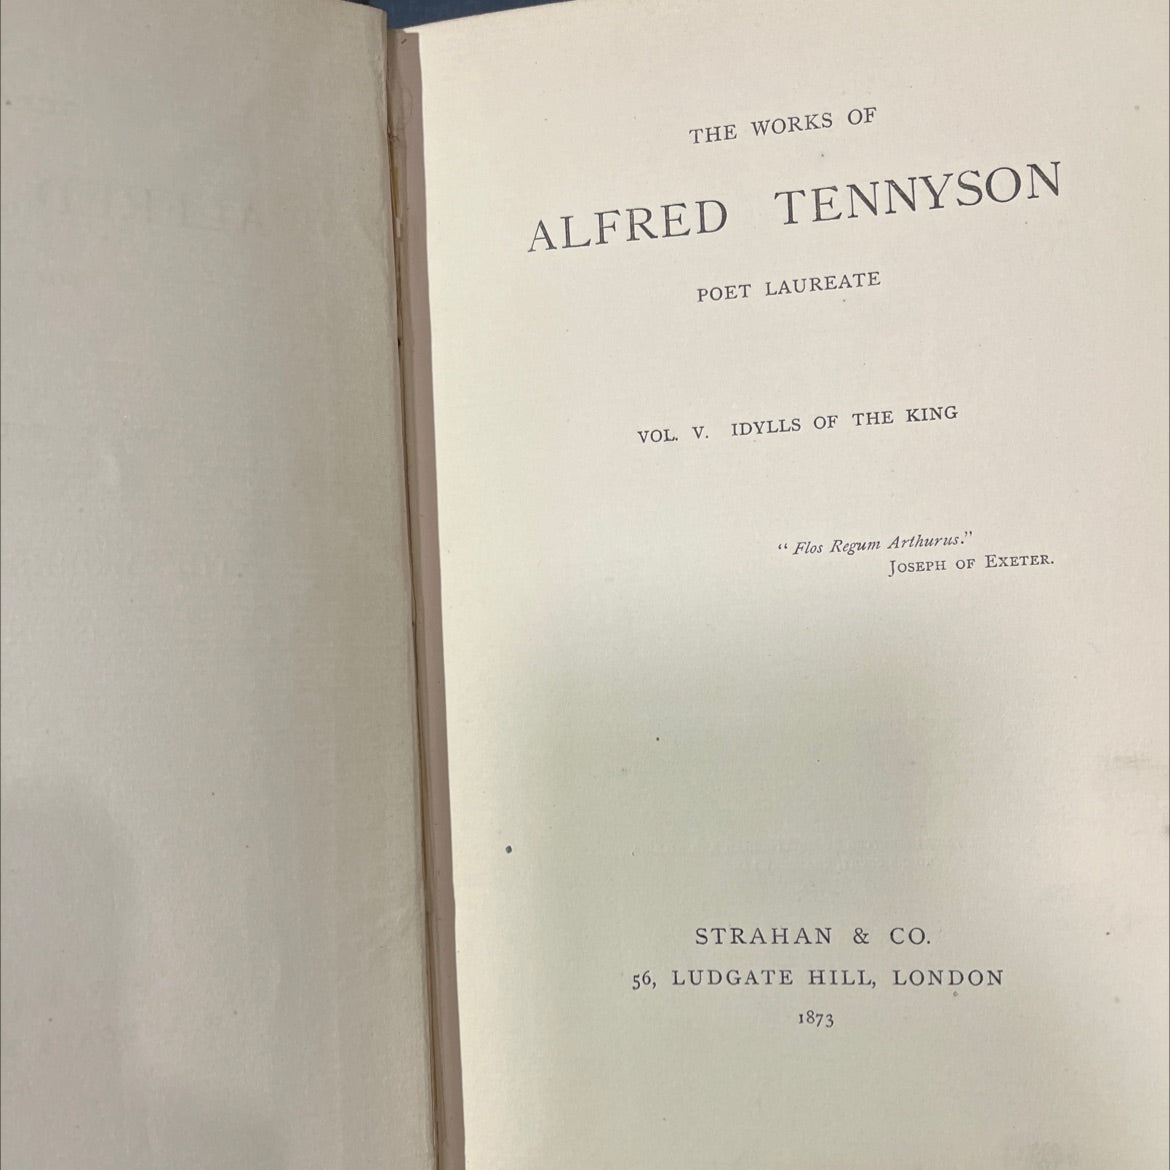 THE WORKS OF
ALFRED TENNYSON
POET LAUREATE
VOL. V. IDYLLS OF THE KING
“ Flos Regum Arthurus.”
JOSEPH OF EXETER.
STRAHAN & CO.
56, LUDGATE HILL, LONDON
1873